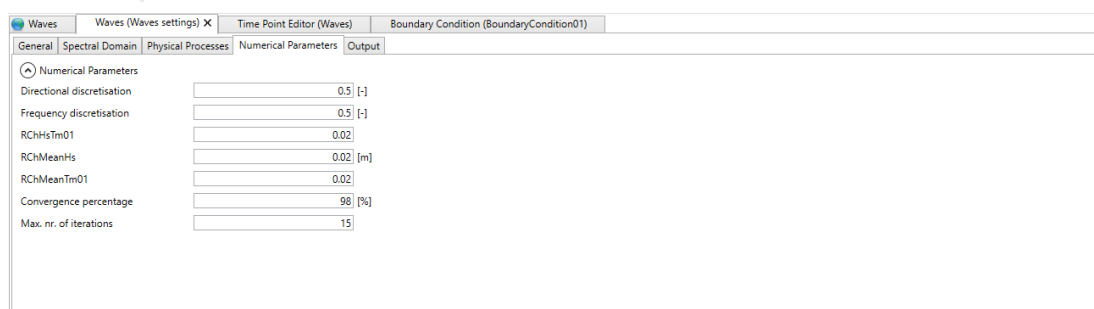 Waves Waves (Waves settings) X Time Point Editor (Waves) Boundary Condition (BoundaryCondition01)
General Spectral Domain Physical Processes Numerical Parameters Output
Numerical Parameters
Directional discretisation 0.5 [-]
Frequency discretisation 0.5 [-]
RChHsTm01 0.02
RChMeanHs 0.02 [m]
RChMeanTm01 0.02
Convergence percentage 98 [%]
Max. nr. of iterations 15